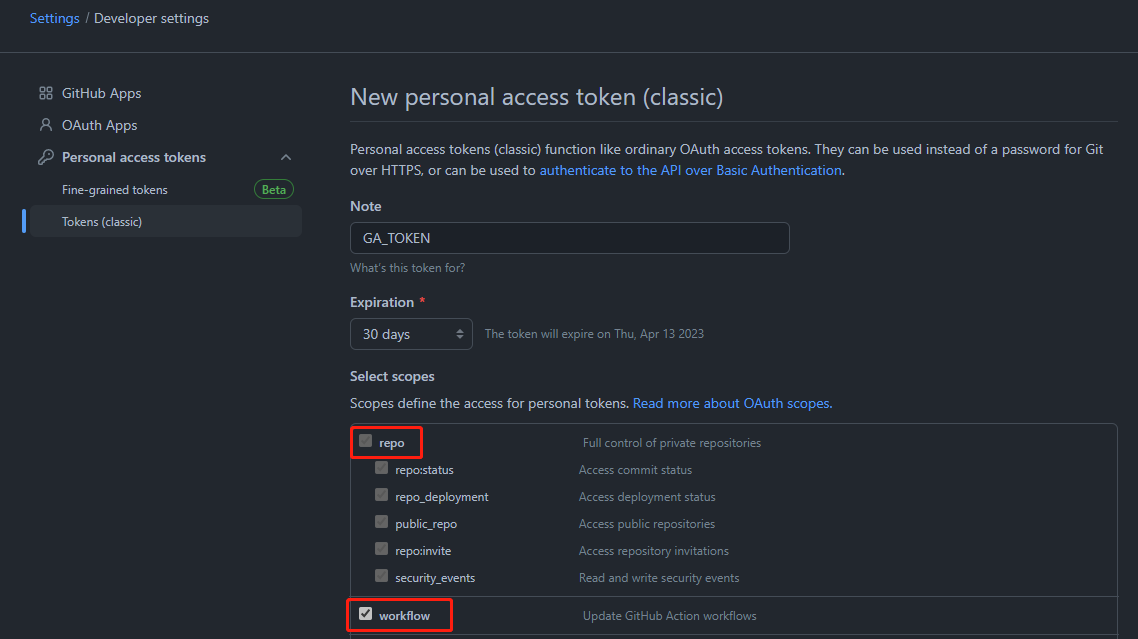 Settings / Developer settings
GitHub Apps
OAuth Apps
Personal access tokens
Fine-grained tokens Beta
Tokens (classic)
New personal access token (classic)
Personal access tokens (classic) function like ordinary OAuth access tokens. They can be used instead of a password for Git
over HTTPS, or can be used to authenticate to the API over Basic Authentication.
Note
GA_TOKEN
What's this token for?
Expiration *
30 days The token will expire on Thu, Apr 13 2023
Select scopes
Scopes define the access for personal tokens. Read more about OAuth scopes.
repo Full control of private repositories
repo:status Access commit status
repo_deployment Access deployment status
public_repo Access public repositories
repo:invite Access repository invitations
security_events Read and write security events
workflow Update GitHub Action workflows